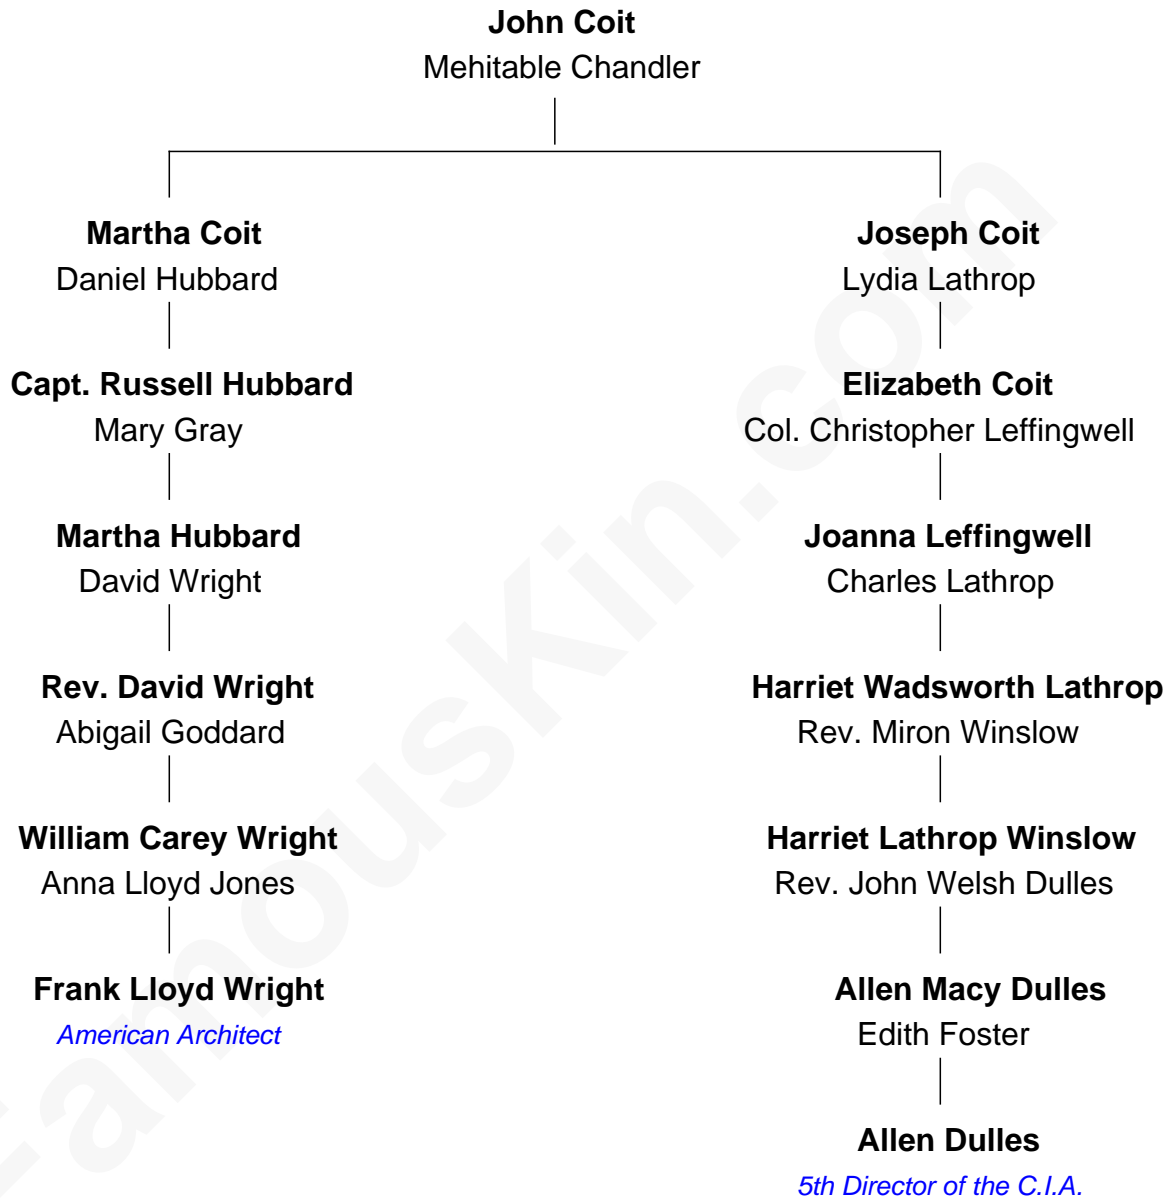 John Coit
Mehitable Chandler
Martha Coit
Daniel Hubbard
Capt. Russell Hubbard
Mary Gray
Martha Hubbard
David Wright
Rev. David Wright
Abigail Goddard
William Carey Wright
Anna Lloyd Jones
Frank Lloyd Wright
American Architect
Joseph Coit
Lydia Lathrop
Elizabeth Coit
Col. Christopher Leffingwell
Joanna Leffingwell
Charles Lathrop
Harriet Wadsworth Lathrop
Rev. Miron Winslow
Harriet Lathrop Winslow
Rev. John Welsh Dulles
Allen Macy Dulles
Edith Foster
Allen Dulles
5th Director of the C.I.A.
FamousKin.com